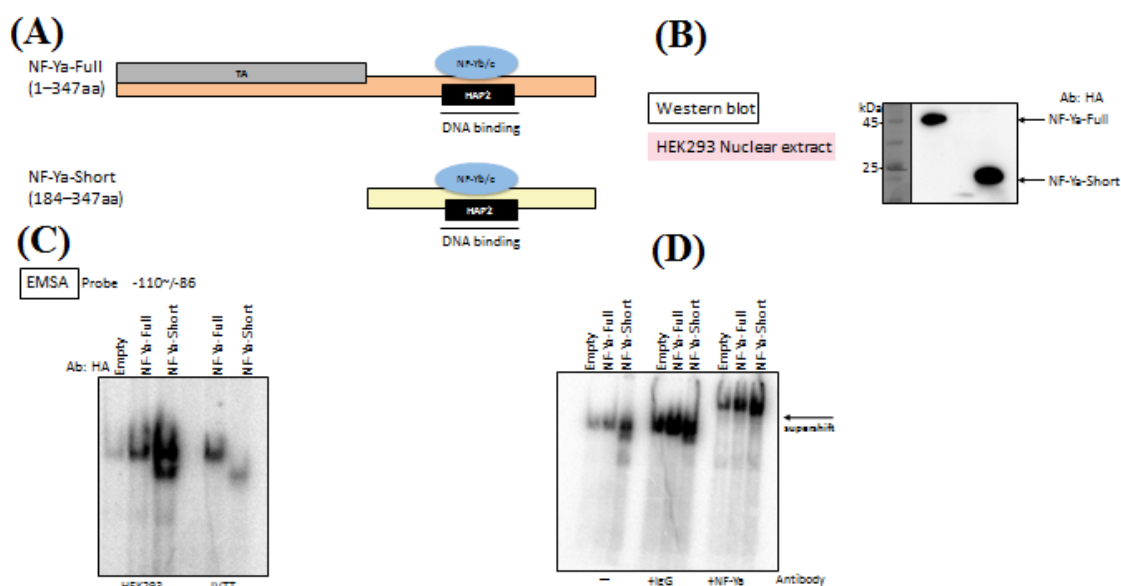 (A)
NF-Ya-Full
(1–347aa)
TA
NF-Yb/c
HAP2
DNA binding
NF-Ya-Short
(184–347aa)
NF-Yb/c
HAP2
DNA binding
(B)
Western blot
HEK293 Nuclear extract
kDa
45
25
Ab: HA
NF-Ya-Full
NF-Ya-Short
(C)
EMSA Probe -110~/-86
Ab: HA
Empty
NF-Ya-Full
NF-Ya-Short
NF-Ya-Full
NF-Ya-Short
HEK293 IVTT
(D)
Empty
NF-Ya-Full
NF-Ya-Short
Empty
NF-Ya-Full
NF-Ya-Short
Empty
NF-Ya-Full
NF-Ya-Short
supershift
— +IgG +NF-Ya Antibody